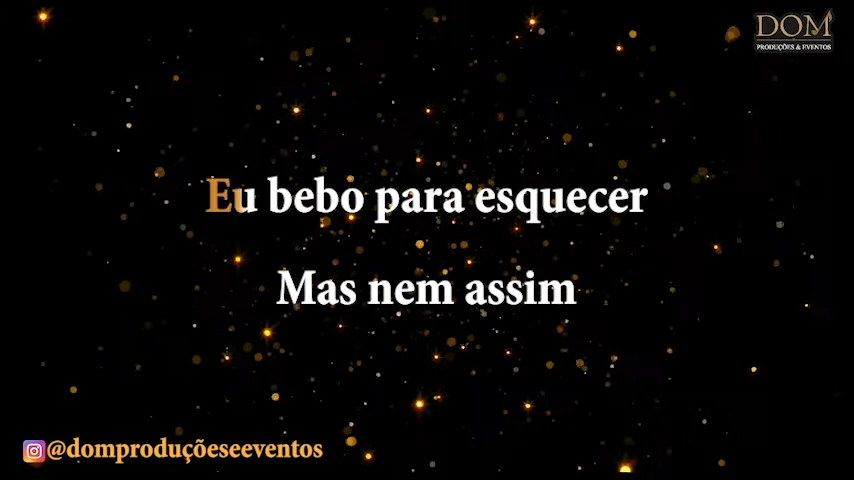 DOM
PRODUÇÕES & EVENTOS
Eu bebo para esquecer
Mas nem assim
@domproduçõeseeventos